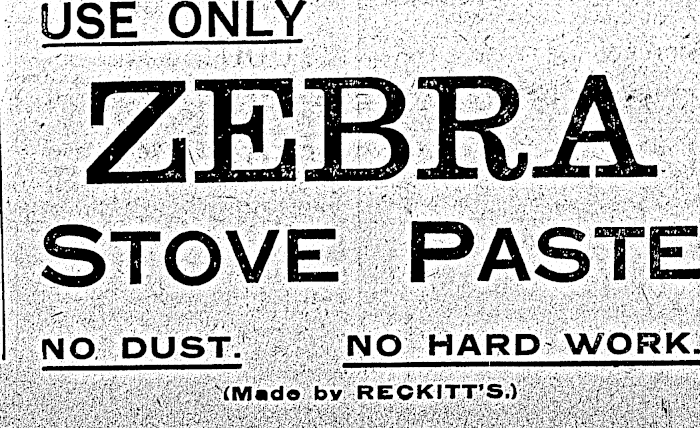 USE ONLY
ZEBRA
STOVE PASTE
NO DUST. NO HARD WORK.
(Made by RECKITT'S.)